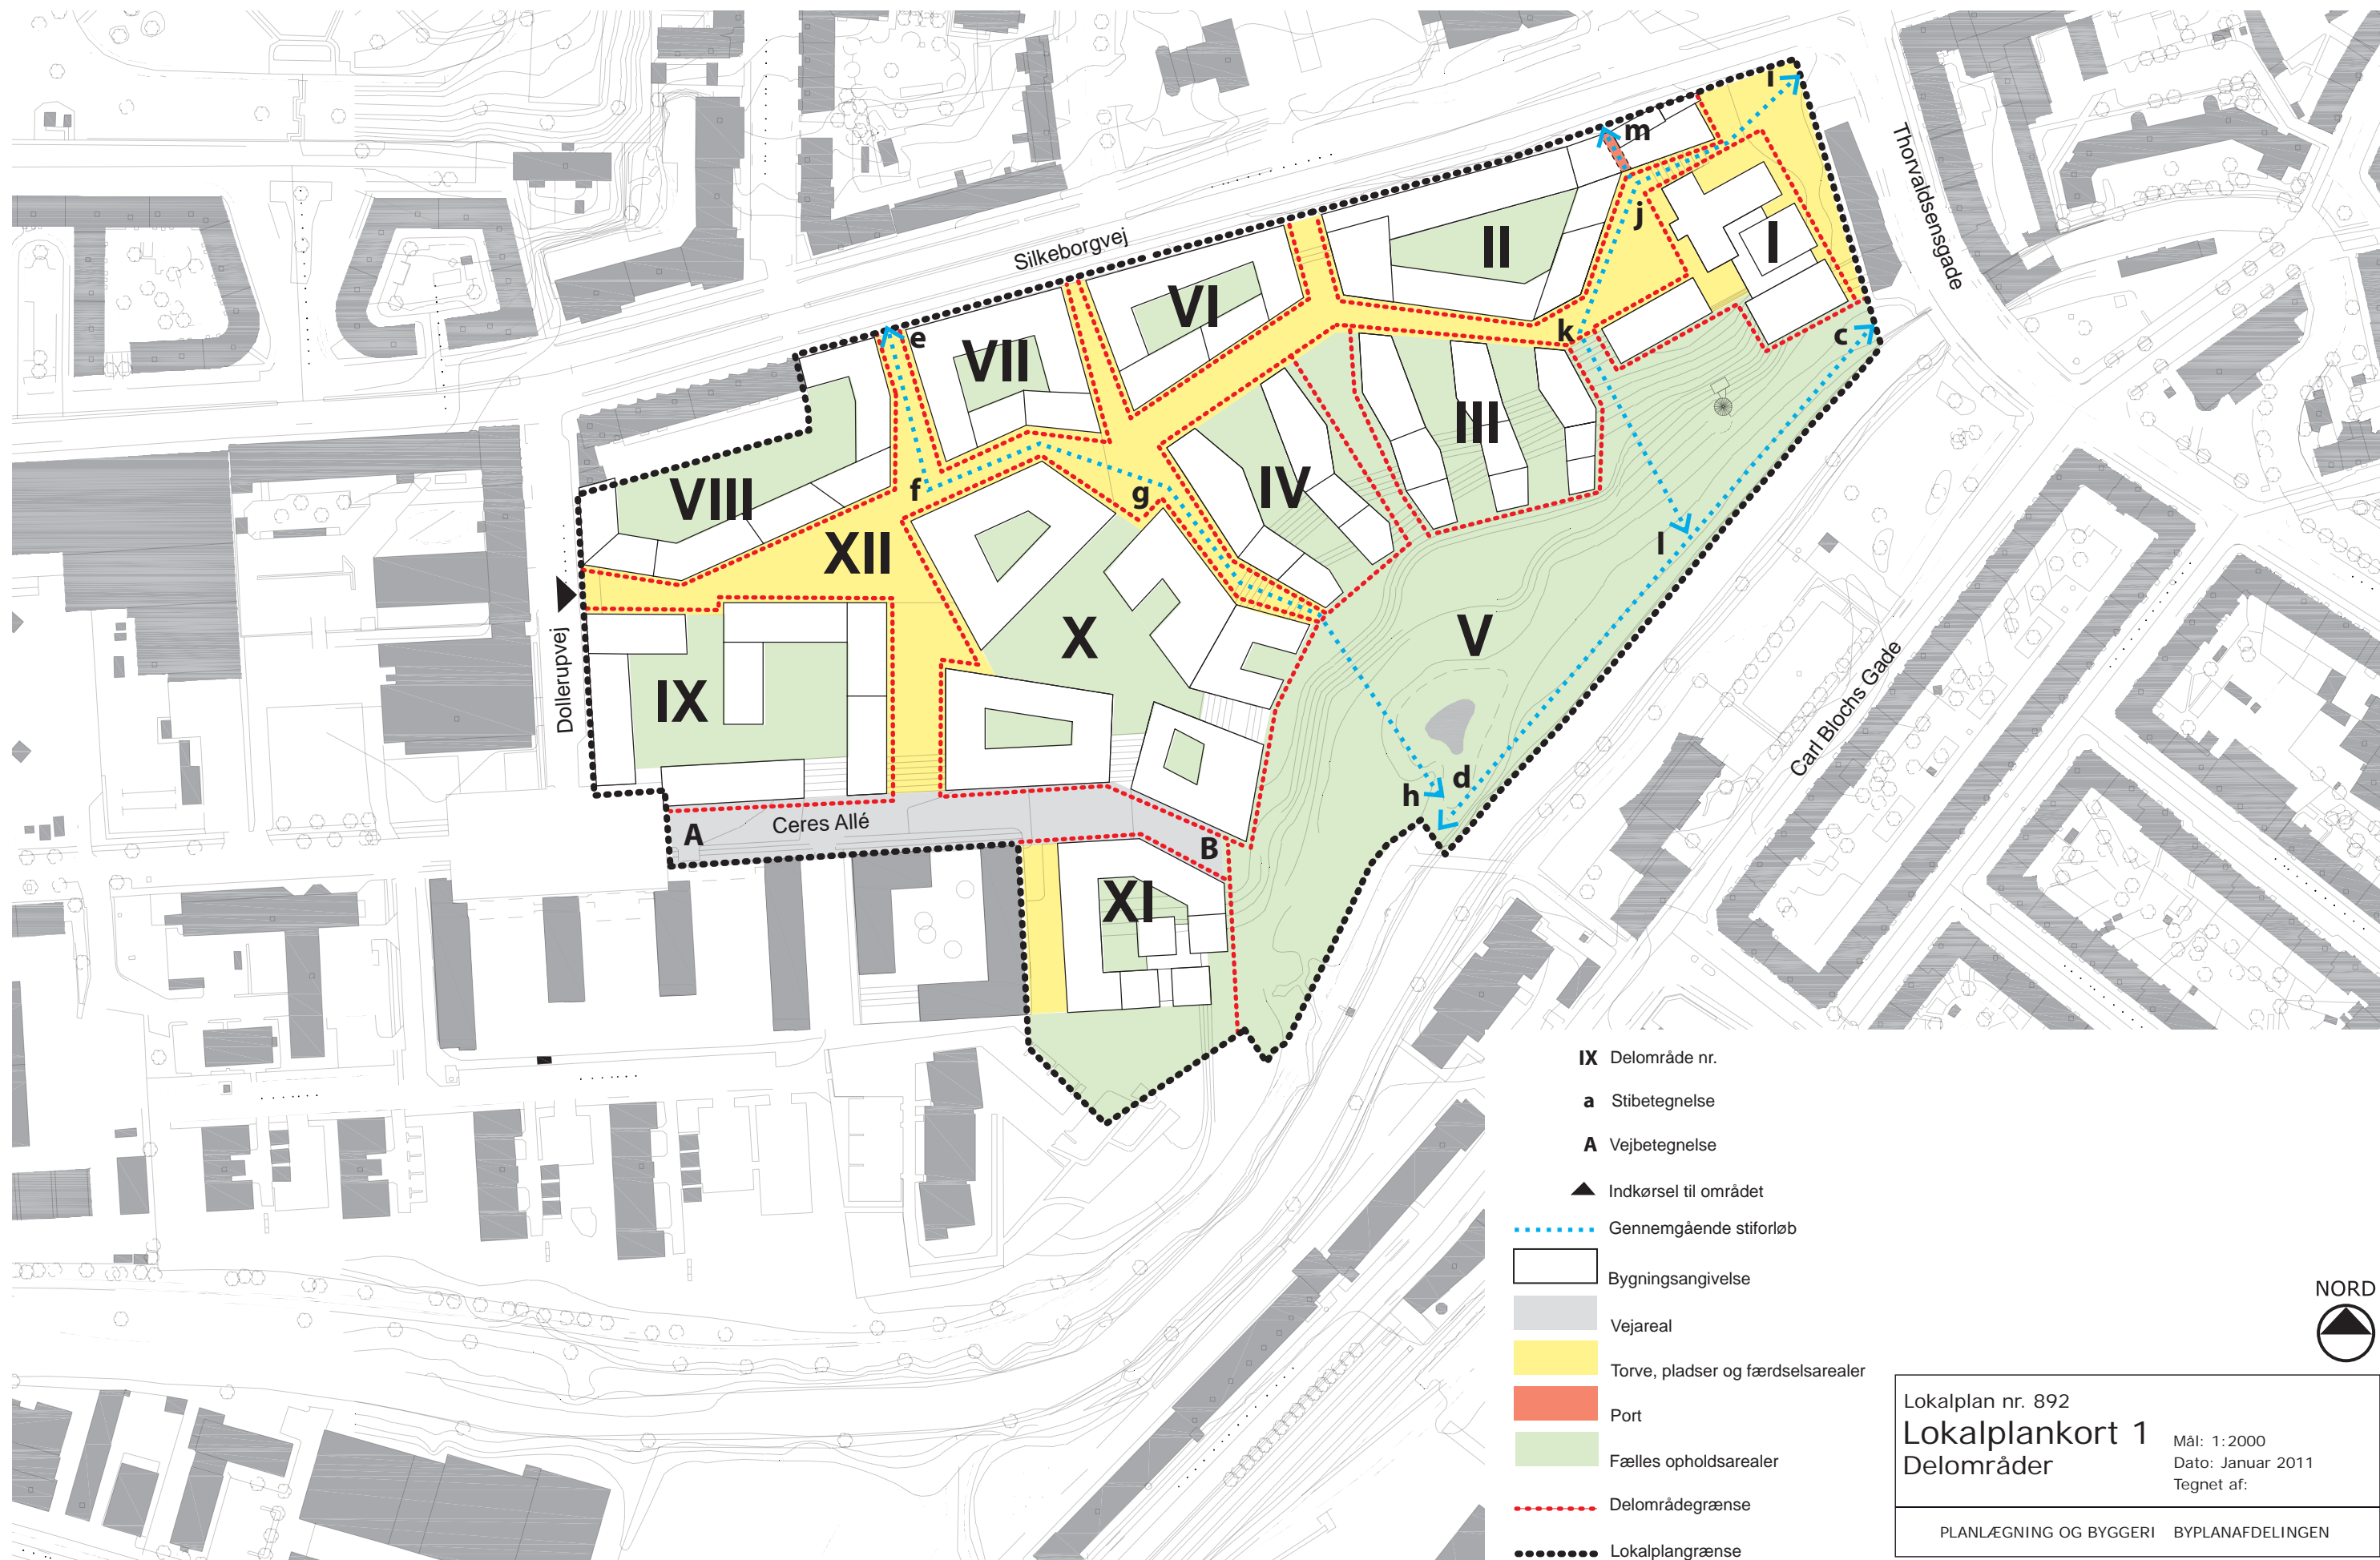 i
m
Thorvaldsensgade
Silkeborgvej
j
II
I
VI
e
k
c
VII
III
VIII
f
g
IV
XII
l
X
V
Dollerupvej
IX
Carl Blochs Gade
d
h
A
Ceres Allé
B
XI
IX Delområde nr.
a Stibetegnelse
A Vejbetegnelse
Indkørsel til området
Gennemgående stiforløb
Bygningsangivelse
Vejareal
Torve, pladser og færdselsarealer
Port
Fælles opholdsarealer
Delområdegrænse
Lokalplangrænse
NORD
Lokalplan nr. 892
Lokalplankort 1
Delområder
Mål: 1:2000
Dato: Januar 2011
Tegnet af:
PLANLÆGNING OG BYGGERI BYPLANAFDELINGEN